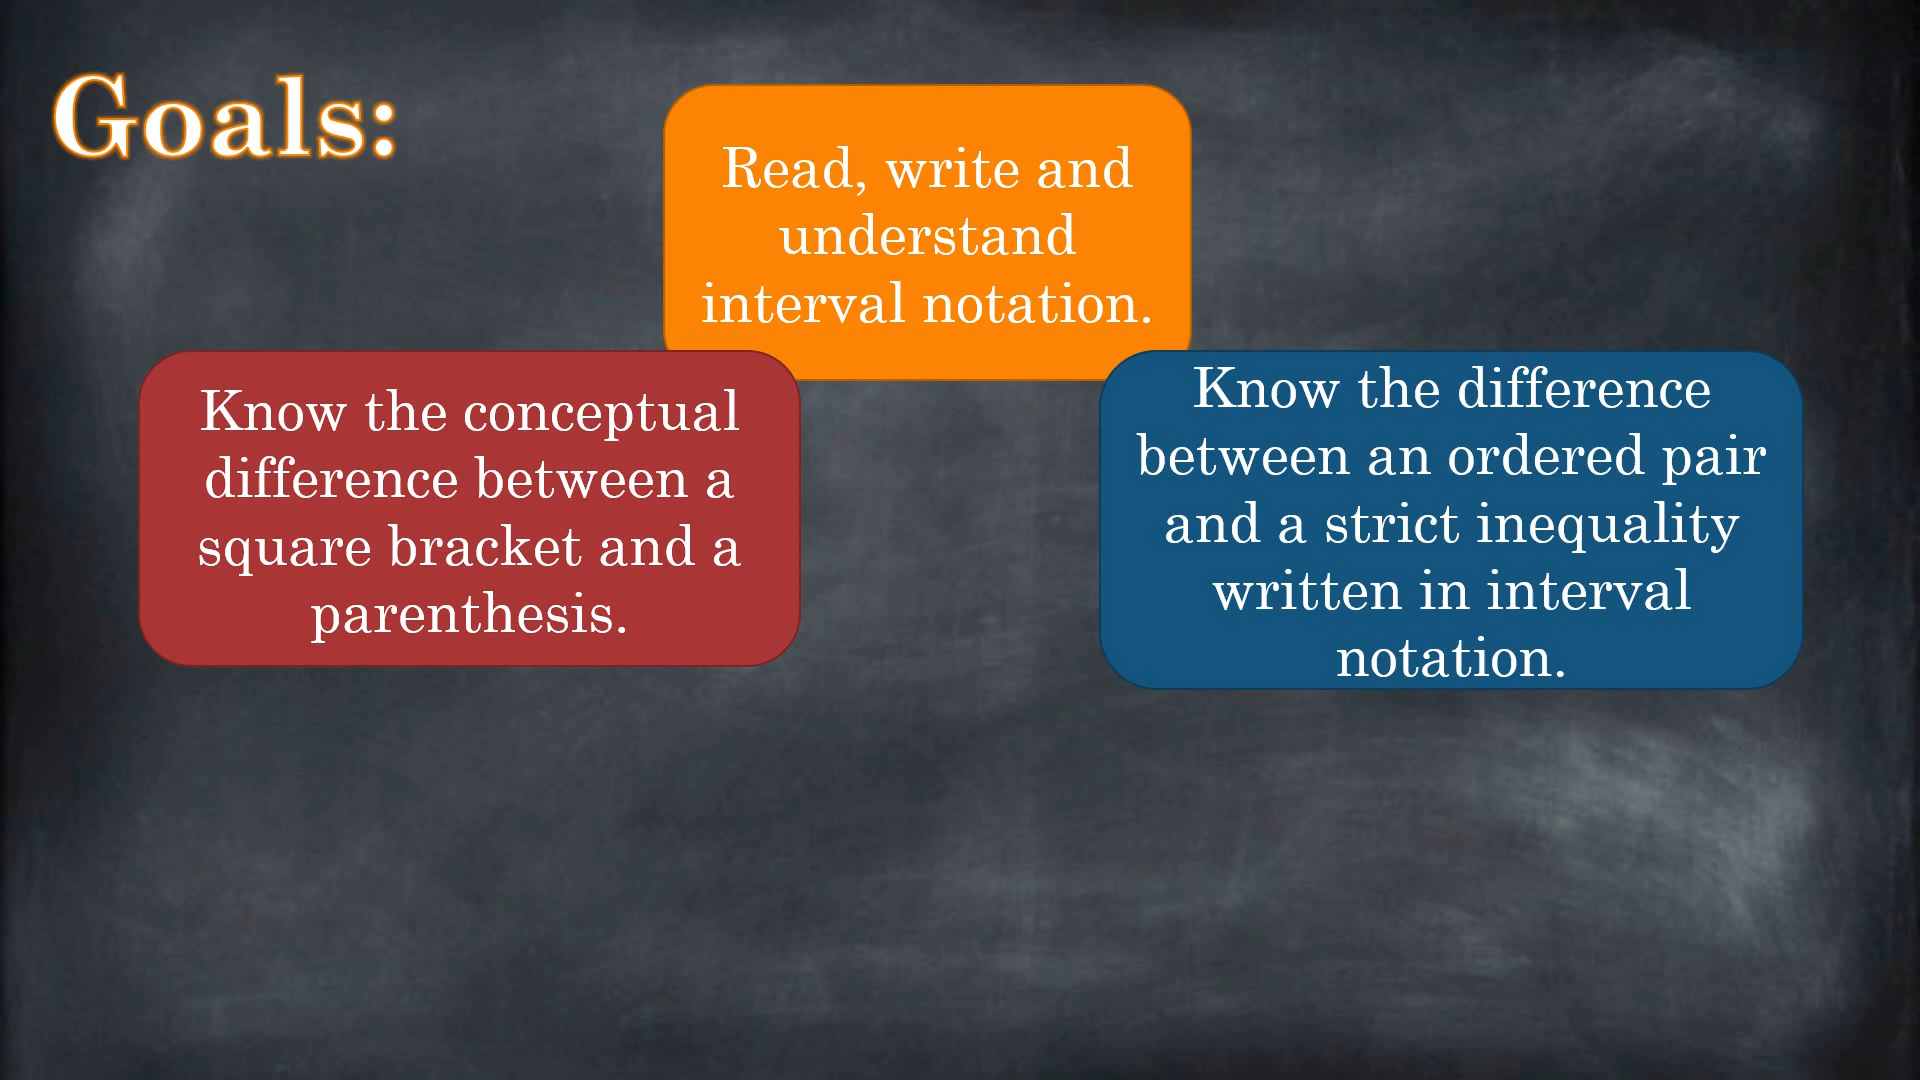 Goals:
Read, write and
understand
interval notation.
Know the conceptual
difference between a
square bracket and a
parenthesis.
Know the difference
between an ordered pair
and a strict inequality
written in interval
notation.